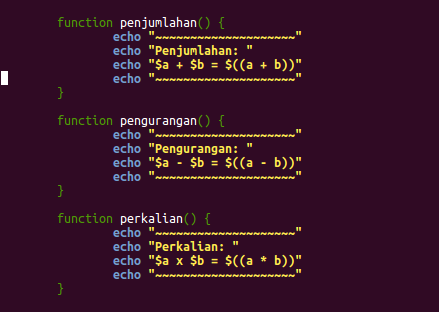 function penjumlahan() {
echo "~~~~~~~~~~~~~~~~~~~~"
echo "Penjumlahan: "
echo "$a + $b = $((a + b))"
echo "~~~~~~~~~~~~~~~~~~~~"
}
function pengurangan() {
echo "~~~~~~~~~~~~~~~~~~~~"
echo "Pengurangan: "
echo "$a - $b = $((a - b))"
echo "~~~~~~~~~~~~~~~~~~~~"
}
function perkalian() {
echo "~~~~~~~~~~~~~~~~~~~~"
echo "Perkalian: "
echo "$a x $b = $((a * b))"
echo "~~~~~~~~~~~~~~~~~~~~"
}